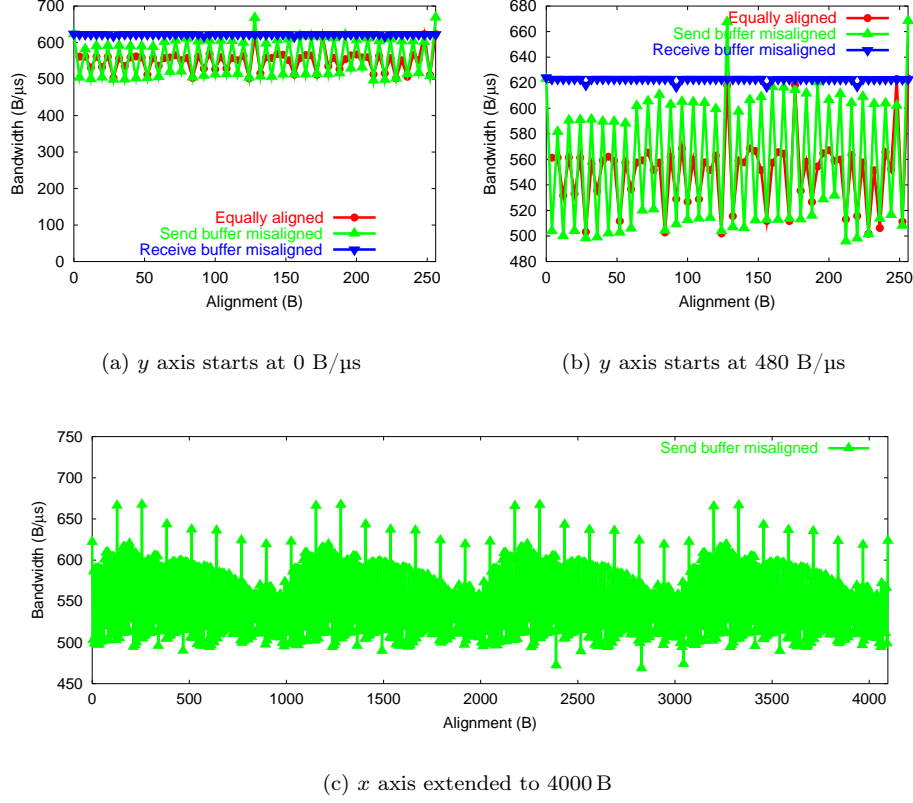 700
600
500
400
300
200
100
0
Bandwidth (B/µs)
Equally aligned
Send buffer misaligned
Receive buffer misaligned
0 50 100 150 200 250
Alignment (B)
(a) y axis starts at 0 B/µs
680
660
640
620
600
580
560
540
520
500
480
Bandwidth (B/µs)
Equally aligned
Send buffer misaligned
Receive buffer misaligned
0 50 100 150 200 250
Alignment (B)
(b) y axis starts at 480 B/µs
750
700
650
600
550
500
450
Bandwidth (B/µs)
Send buffer misaligned
0 500 1000 1500 2000 2500 3000 3500 4000
Alignment (B)
(c) x axis extended to 4000 B